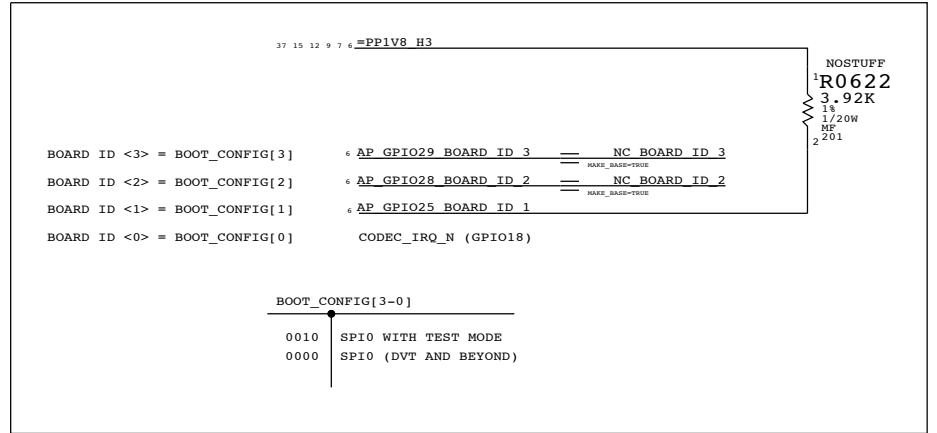 37 15 12 9 7 6 =PP1V8_H3
NOSTUFF
1 R0622
3.92K
1%
1/20W
MF
2 201
BOARD ID <3> = BOOT_CONFIG[3] 6 AP_GPIO29_BOARD_ID_3 NC_BOARD_ID_3
MAKE_BASE=TRUE
BOARD ID <2> = BOOT_CONFIG[2] 6 AP_GPIO28_BOARD_ID_2 NC_BOARD_ID_2
MAKE_BASE=TRUE
BOARD ID <1> = BOOT_CONFIG[1] 6 AP_GPIO25_BOARD_ID_1
BOARD ID <0> = BOOT_CONFIG[0] CODEC_IRQ_N (GPIO18)
BOOT_CONFIG[3-0]
0010 SPI0 WITH TEST MODE
0000 SPI0 (DVT AND BEYOND)